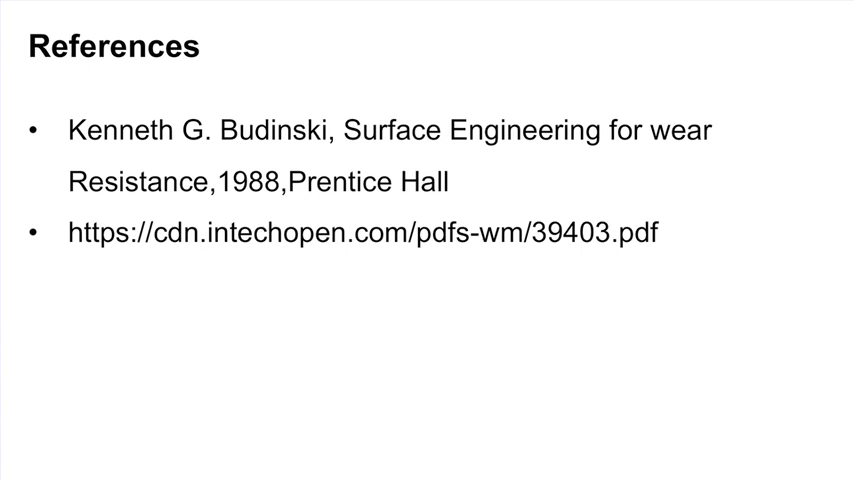 References
• Kenneth G. Budinski, Surface Engineering for wear
Resistance,1988,Prentice Hall
• https://cdn.intechopen.com/pdfs-wm/39403.pdf